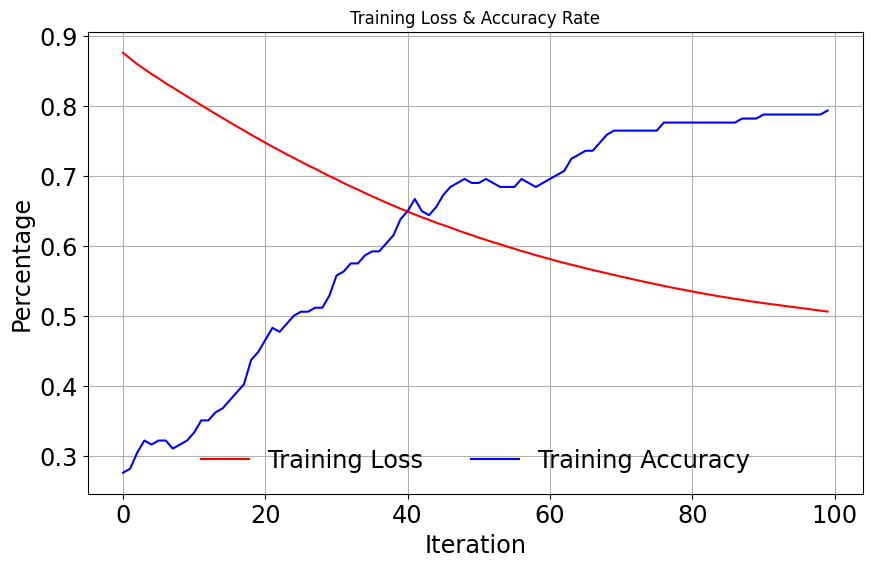 Training Loss & Accuracy Rate
0.9
0.8
0.7
0.6
0.5
0.4
0.3
Percentage
Training Loss Training Accuracy
0 20 40 60 80 100
Iteration